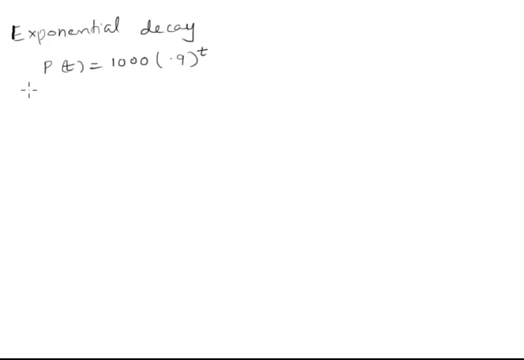 Exponential decay
P(t) = 1000(.9)^t